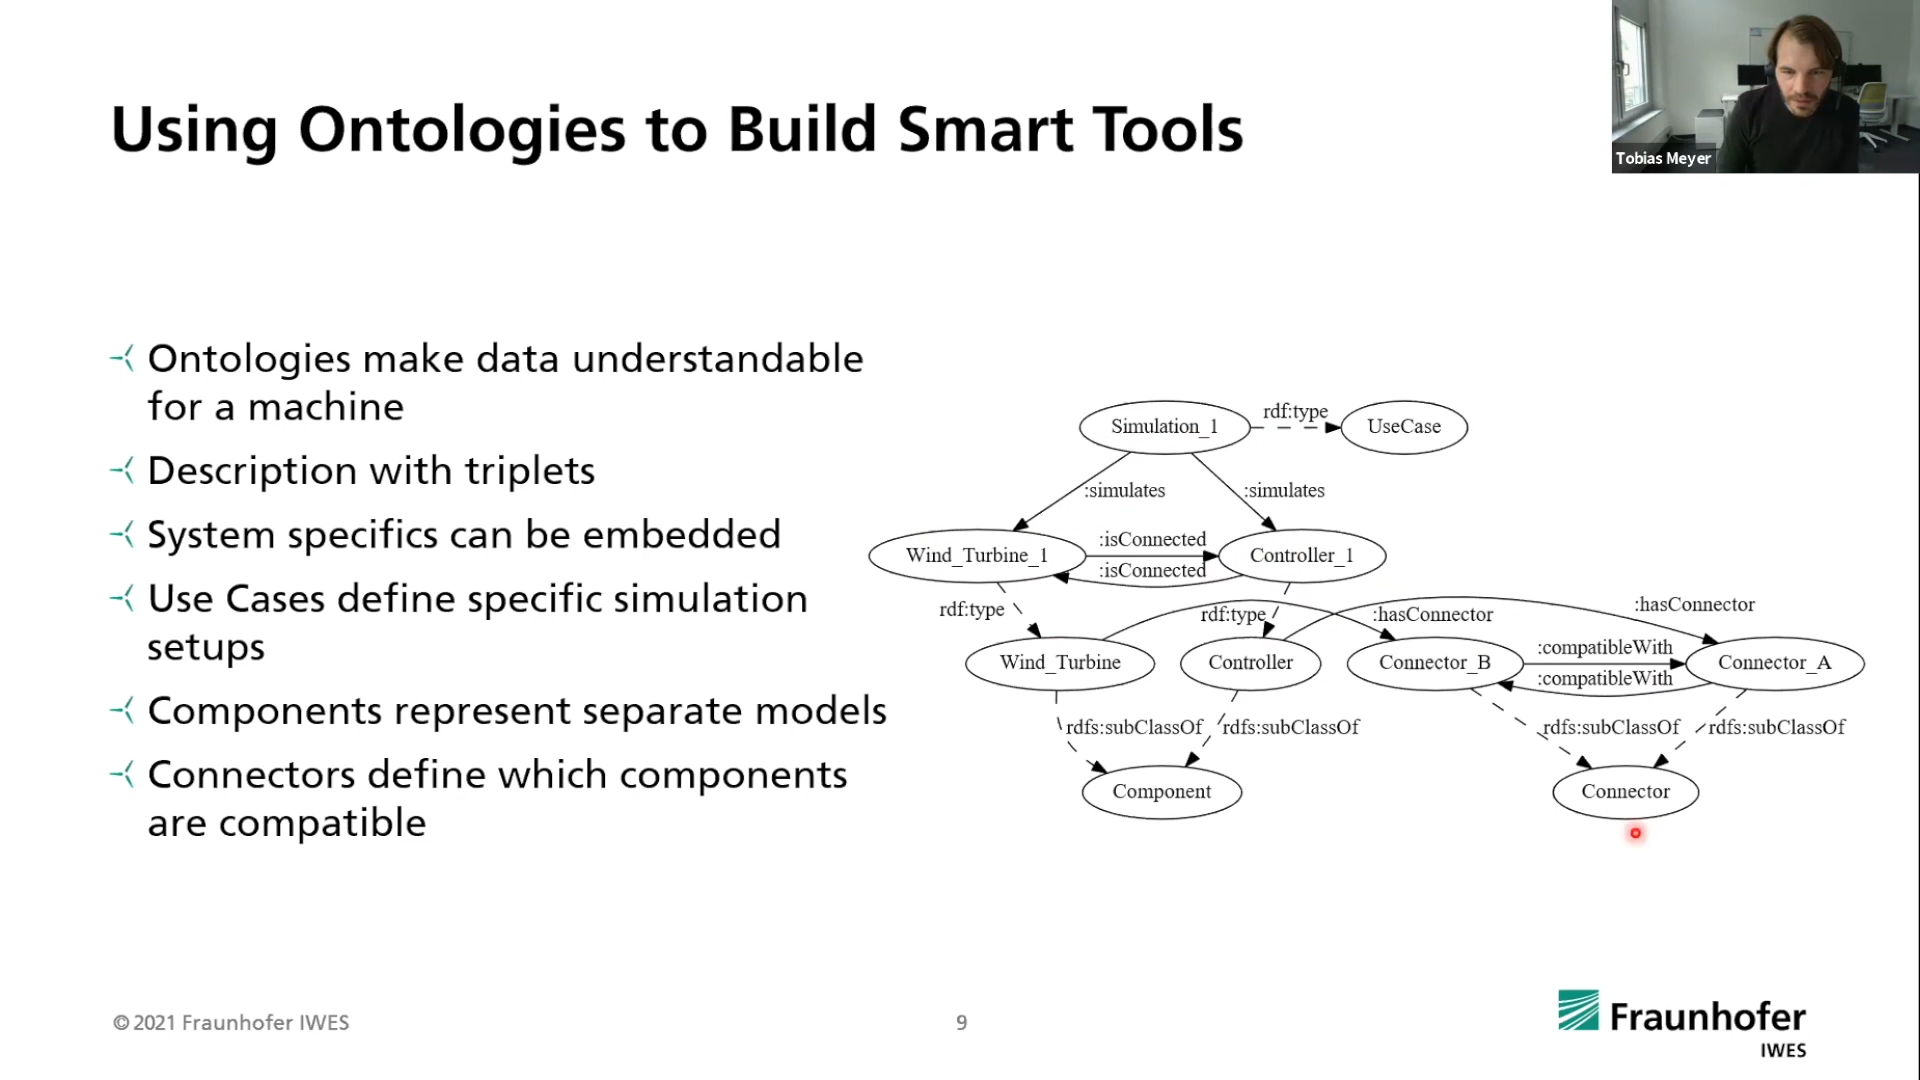 Using Ontologies to Build Smart Tools
Tobias Meyer
Ontologies make data understandable
for a machine
Description with triplets
System specifics can be embedded
Use Cases define specific simulation
setups
Components represent separate models
Connectors define which components
are compatible
Simulation_1
rdf:type
UseCase
:simulates
:simulates
Wind_Turbine_1
:isConnected
:isConnected
Controller_1
rdf:type
rdf:type
:hasConnector
:hasConnector
Wind_Turbine
Controller
Connector_B
:compatibleWith
:compatibleWith
Connector_A
rdfs:subClassOf
rdfs:subClassOf
rdfs:subClassOf
rdfs:subClassOf
Component
Connector
© 2021 Fraunhofer IWES
9
Fraunhofer
IWES